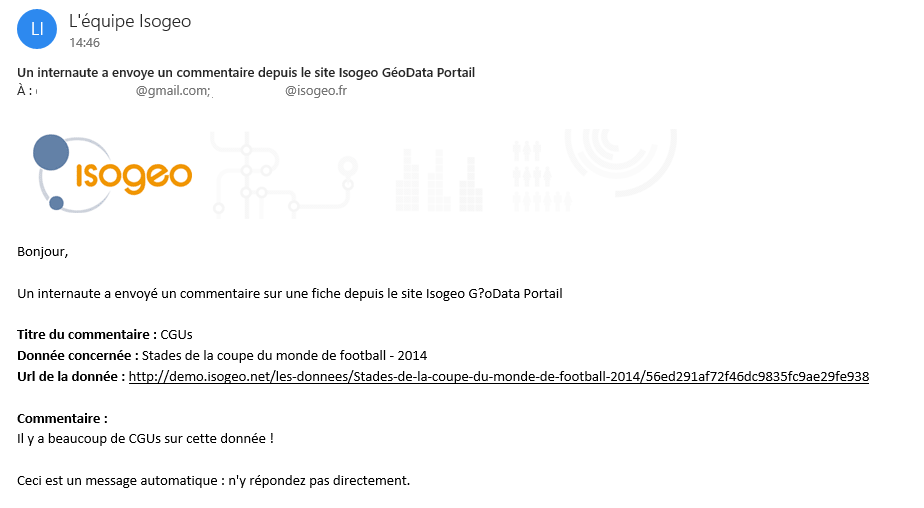 LI
L'équipe Isogeo
14:46
Un internaute a envoye un commentaire depuis le site Isogeo GéoData Portail
À : @gmail.com; @isogeo.fr
isogeo
Bonjour,
Un internaute a envoyé un commentaire sur une fiche depuis le site Isogeo G?oData Portail
Titre du commentaire : CGUs
Donnée concernée : Stades de la coupe du monde de football - 2014
Url de la donnée : http://demo.isogeo.net/les-donnees/Stades-de-la-coupe-du-monde-de-football-2014/56ed291af72f46dc9835fc9ae29fe938
Commentaire :
Il y a beaucoup de CGUs sur cette donnée !
Ceci est un message automatique : n'y répondez pas directement.